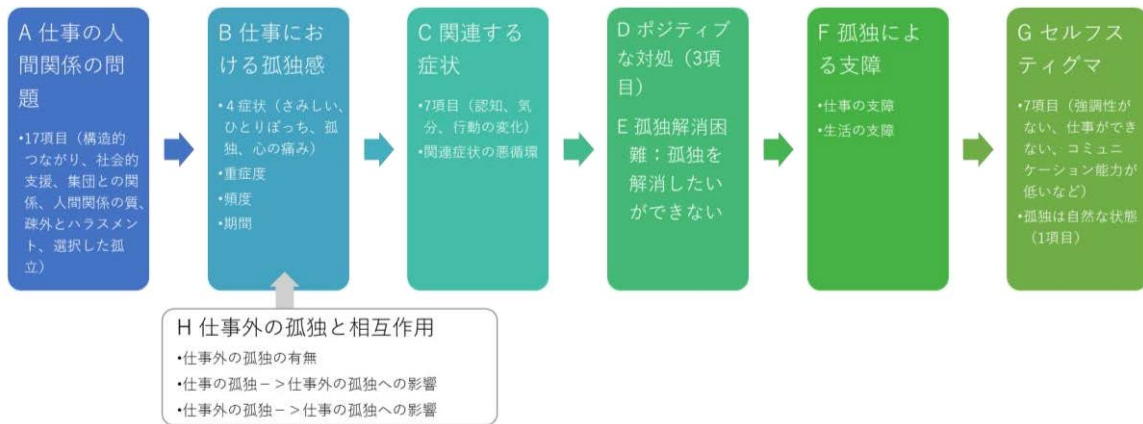 A 仕事の人
間関係の問
題
•17項目（構造的
つながり、社会的
支援、集団との関
係、人間関係の質、
疎外とハラスメン
ト、選択した孤
立）
B 仕事にお
ける孤独感
•４症状（さみしい、
ひとりぼっち、孤
独、心の痛み）
•重症度
•頻度
•期間
C 関連する
症状
•7項目（認知、気
分、行動の変化）
•関連症状の悪循環
D ポジティブ
な対処（3項
目）
E 孤独解消困
難：孤独を
解消したい
ができない
F 孤独によ
る支障
•仕事の支障
•生活の支障
G セルフス
ティグマ
•7項目（強調性が
ない、仕事ができ
ない、コミュニ
ケーション能力が
低いなど）
•孤独は自然な状態
（1項目）
H 仕事外の孤独と相互作用
•仕事外の孤独の有無
•仕事の孤独－＞仕事外の孤独への影響
•仕事外の孤独－＞仕事の孤独への影響